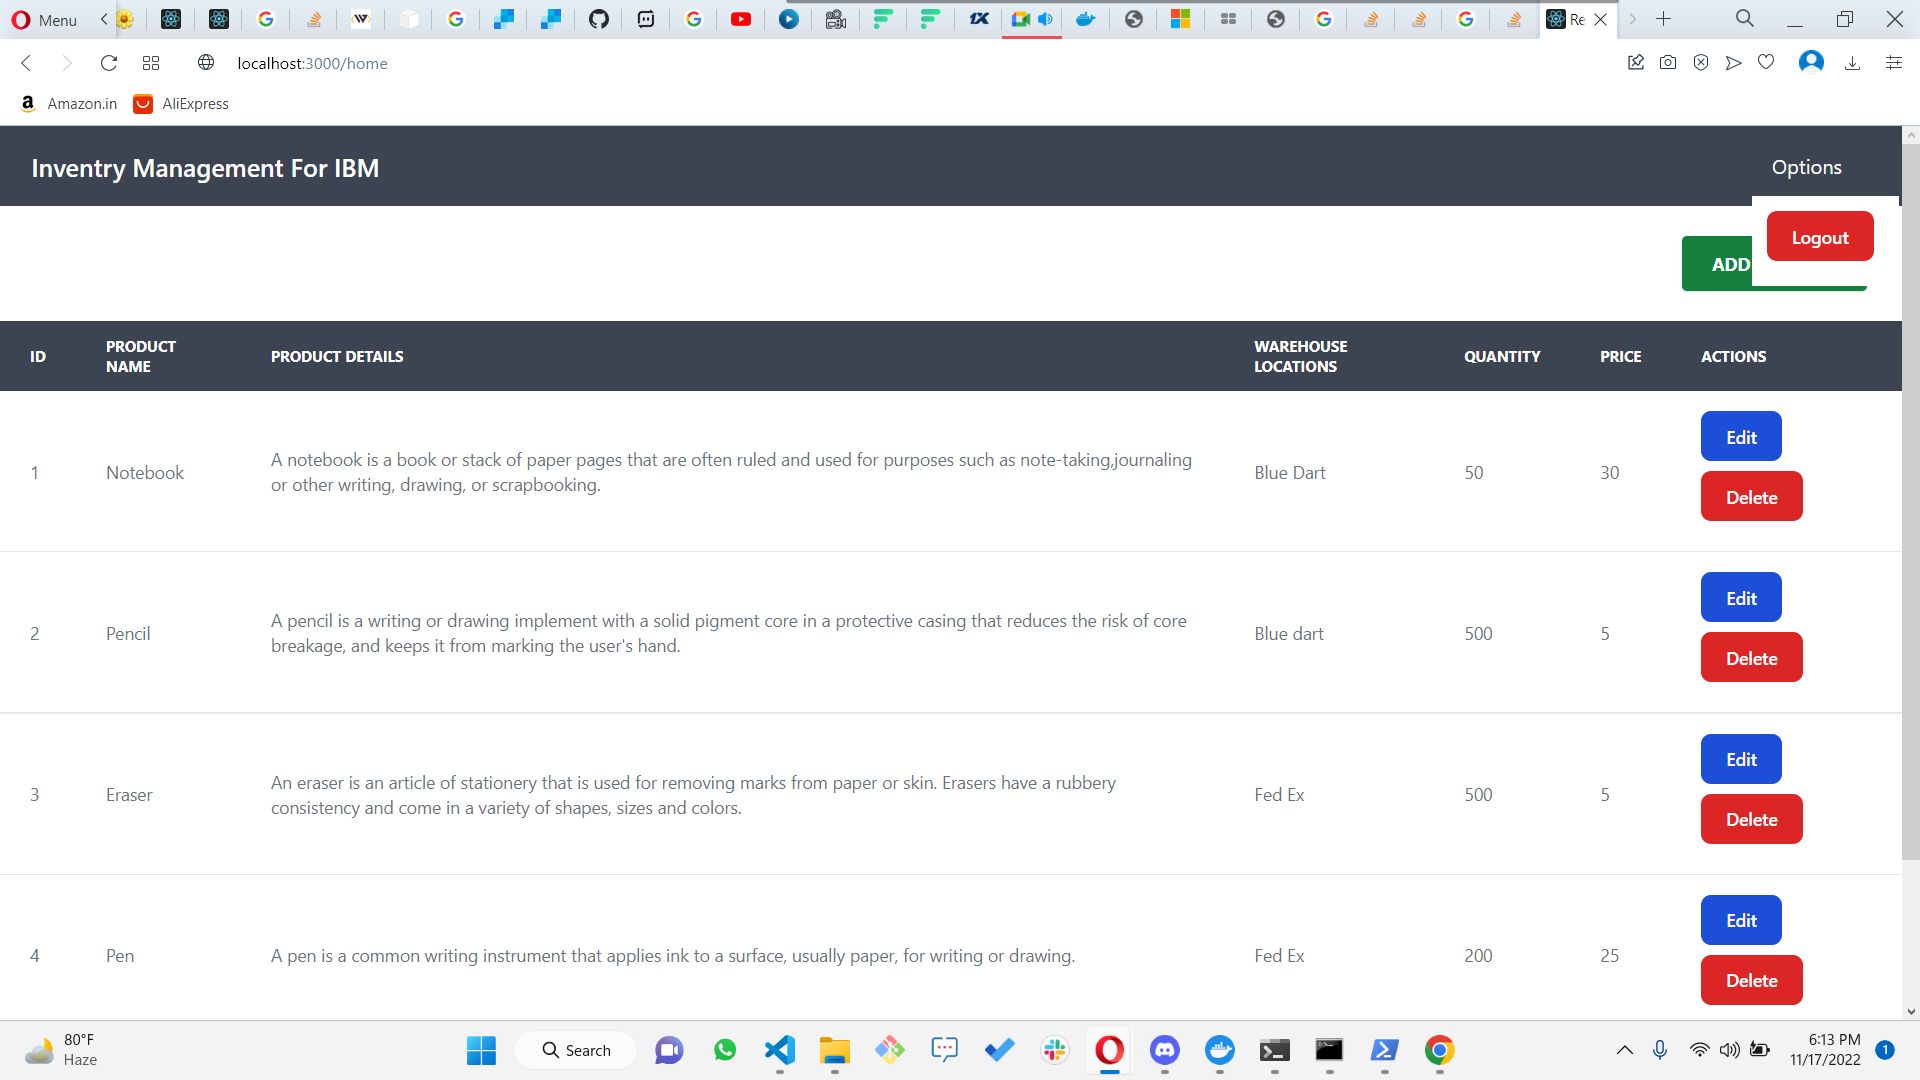 Menu
Re
localhost:3000/home
Amazon.in
AliExpress
Inventry Management For IBM
Options
Logout
ADD
ID
PRODUCT
NAME
PRODUCT DETAILS
WAREHOUSE
LOCATIONS
QUANTITY
PRICE
ACTIONS
1
Notebook
A notebook is a book or stack of paper pages that are often ruled and used for purposes such as note-taking,journaling
or other writing, drawing, or scrapbooking.
Blue Dart
50
30
Edit
Delete
2
Pencil
A pencil is a writing or drawing implement with a solid pigment core in a protective casing that reduces the risk of core
breakage, and keeps it from marking the user's hand.
Blue dart
500
5
Edit
Delete
3
Eraser
An eraser is an article of stationery that is used for removing marks from paper or skin. Erasers have a rubbery
consistency and come in a variety of shapes, sizes and colors.
Fed Ex
500
5
Edit
Delete
4
Pen
A pen is a common writing instrument that applies ink to a surface, usually paper, for writing or drawing.
Fed Ex
200
25
Edit
Delete
80°F
Haze
Search
6:13 PM
11/17/2022
1